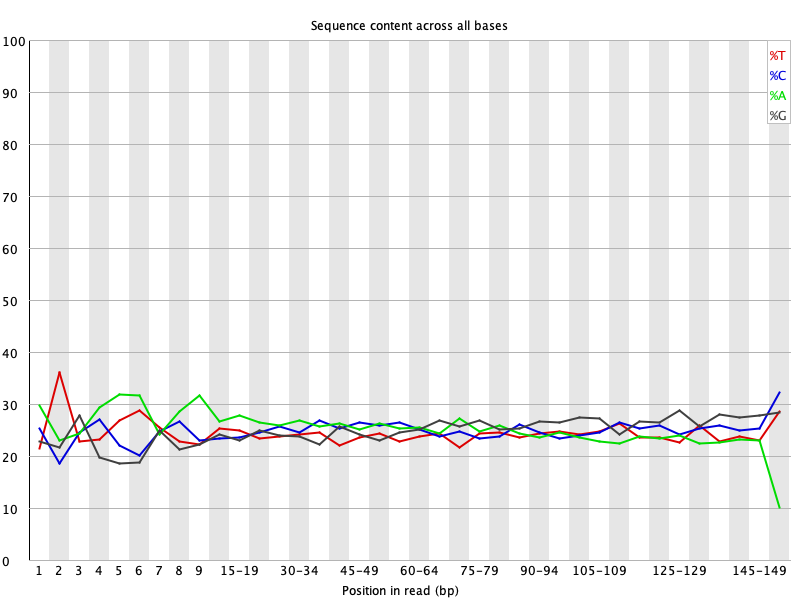 Sequence content across all bases
100
90
80
70
60
50
40
30
20
10
0
%T
%C
%A
%G
1 2 3 4 5 6 7 8 9 15-19 30-34 45-49 60-64 75-79 90-94 105-109 125-129 145-149
Position in read (bp)